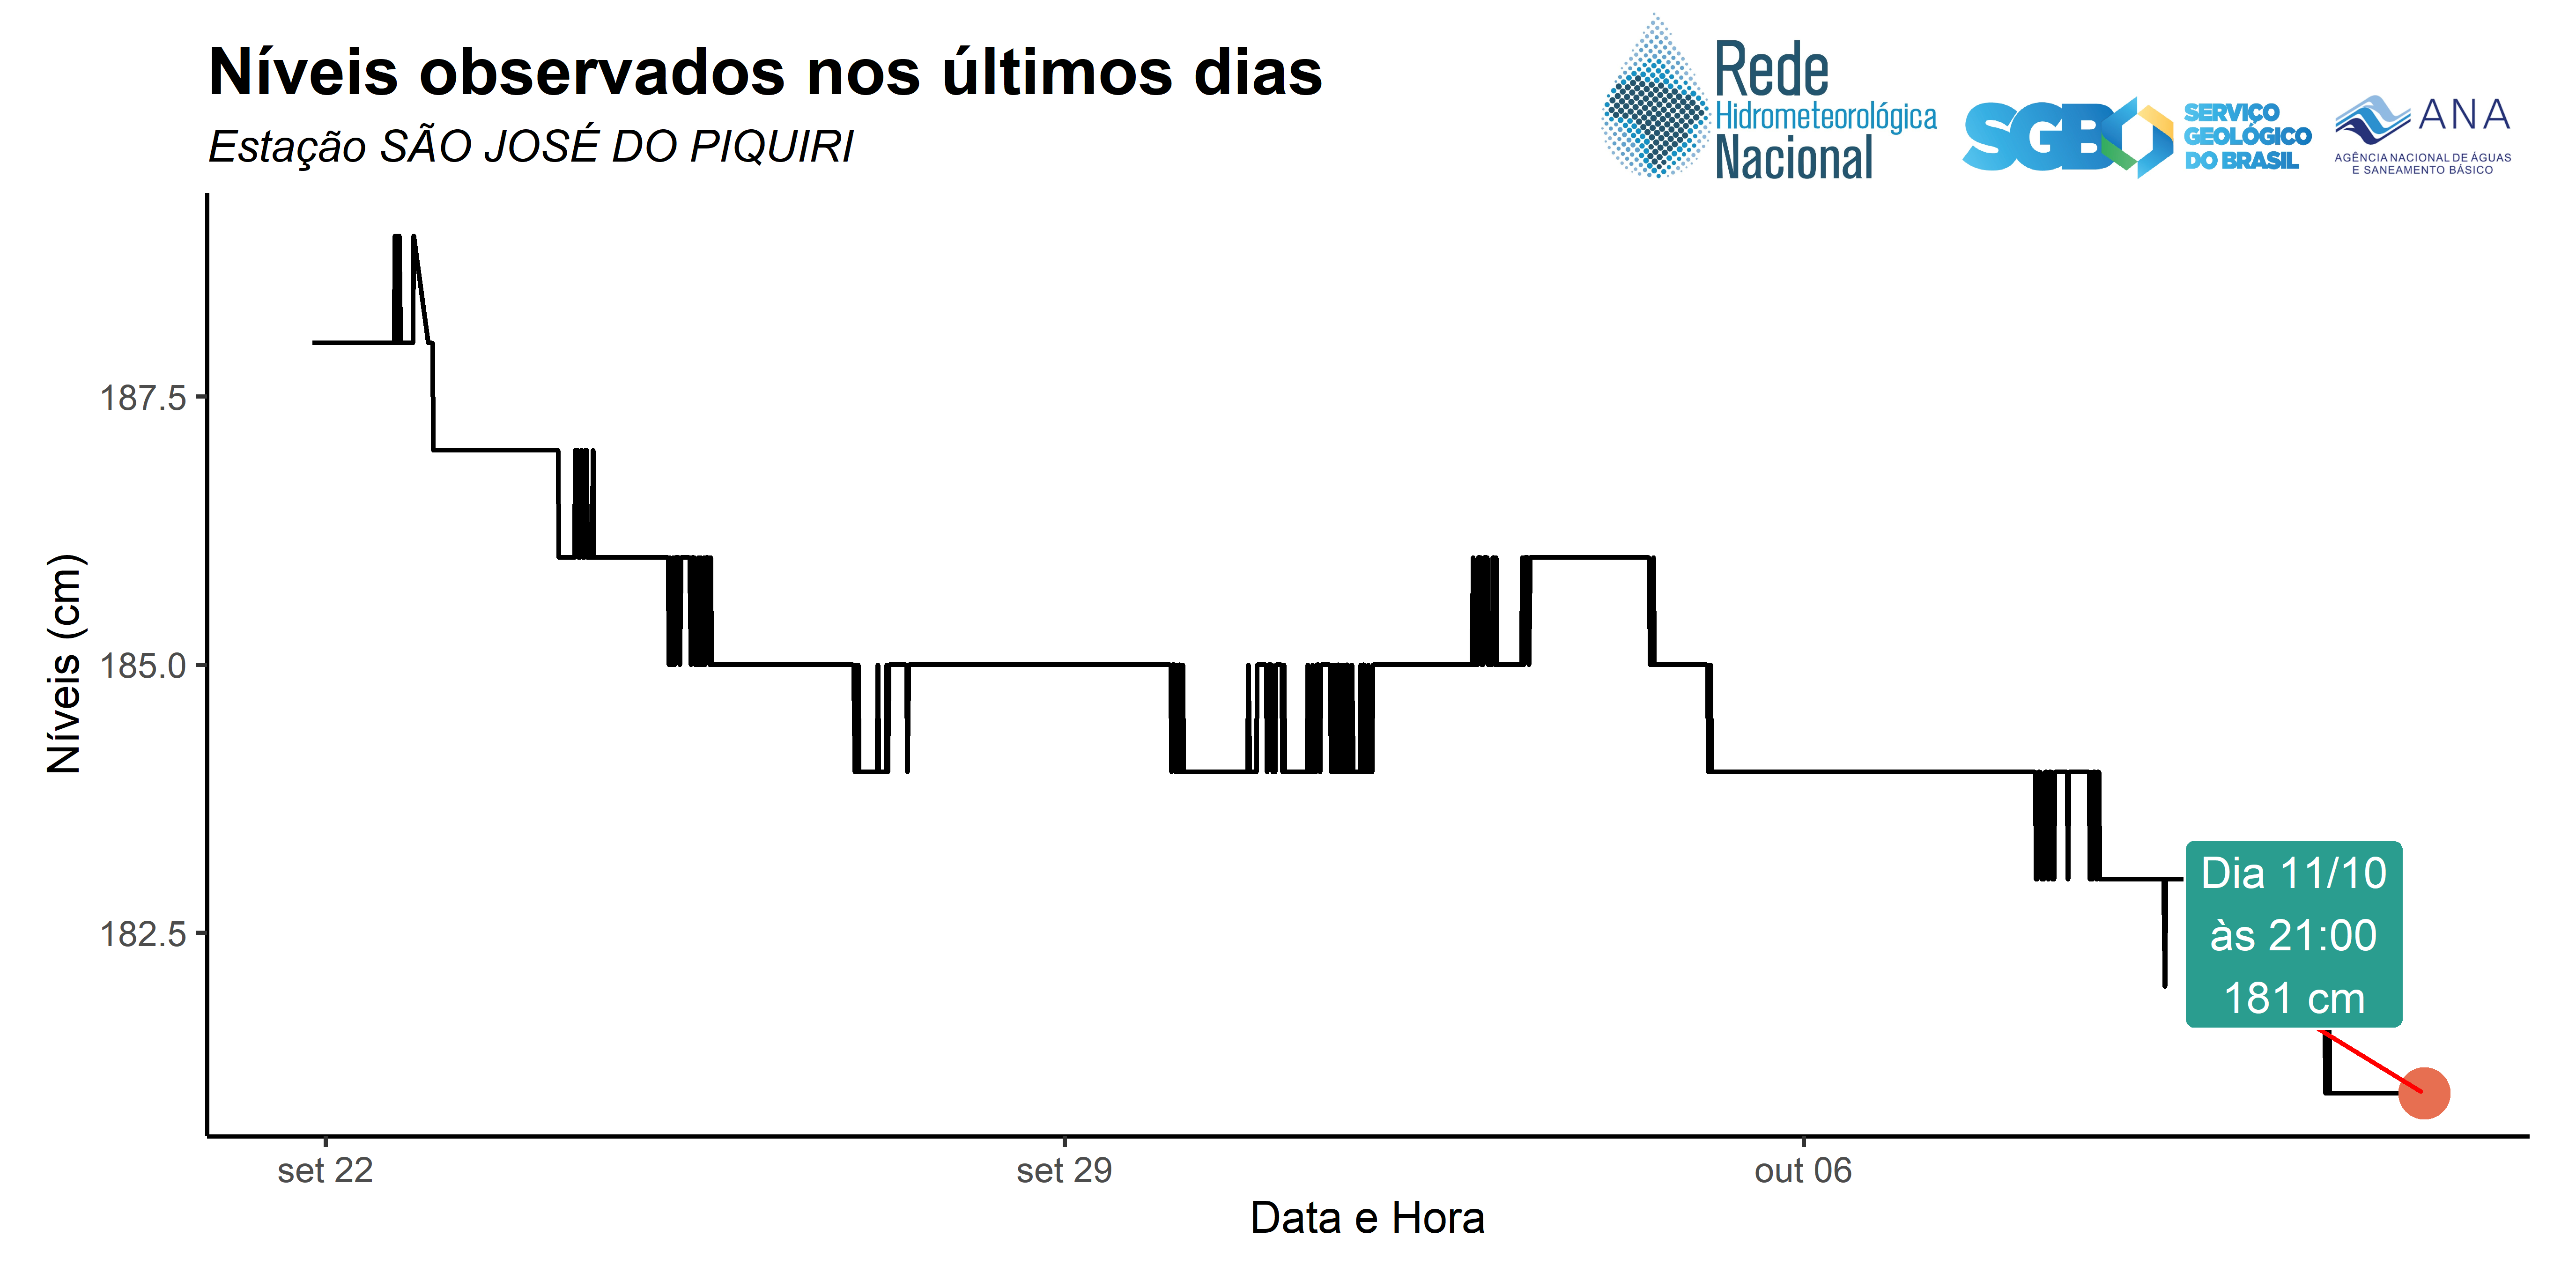 Níveis observados nos últimos dias
Estação SÃO JOSÉ DO PIQUIRI
Rede
Hidrometeorológica
Nacional
SGB
SERVIÇO
GEOLÓGICO
DO BRASIL
ANA
AGÊNCIA NACIONAL DE ÁGUAS
E SANEAMENTO BÁSICO
Níveis (cm)
187.5
185.0
182.5
Dia 11/10
às 21:00
181 cm
set 22
set 29
out 06
Data e Hora